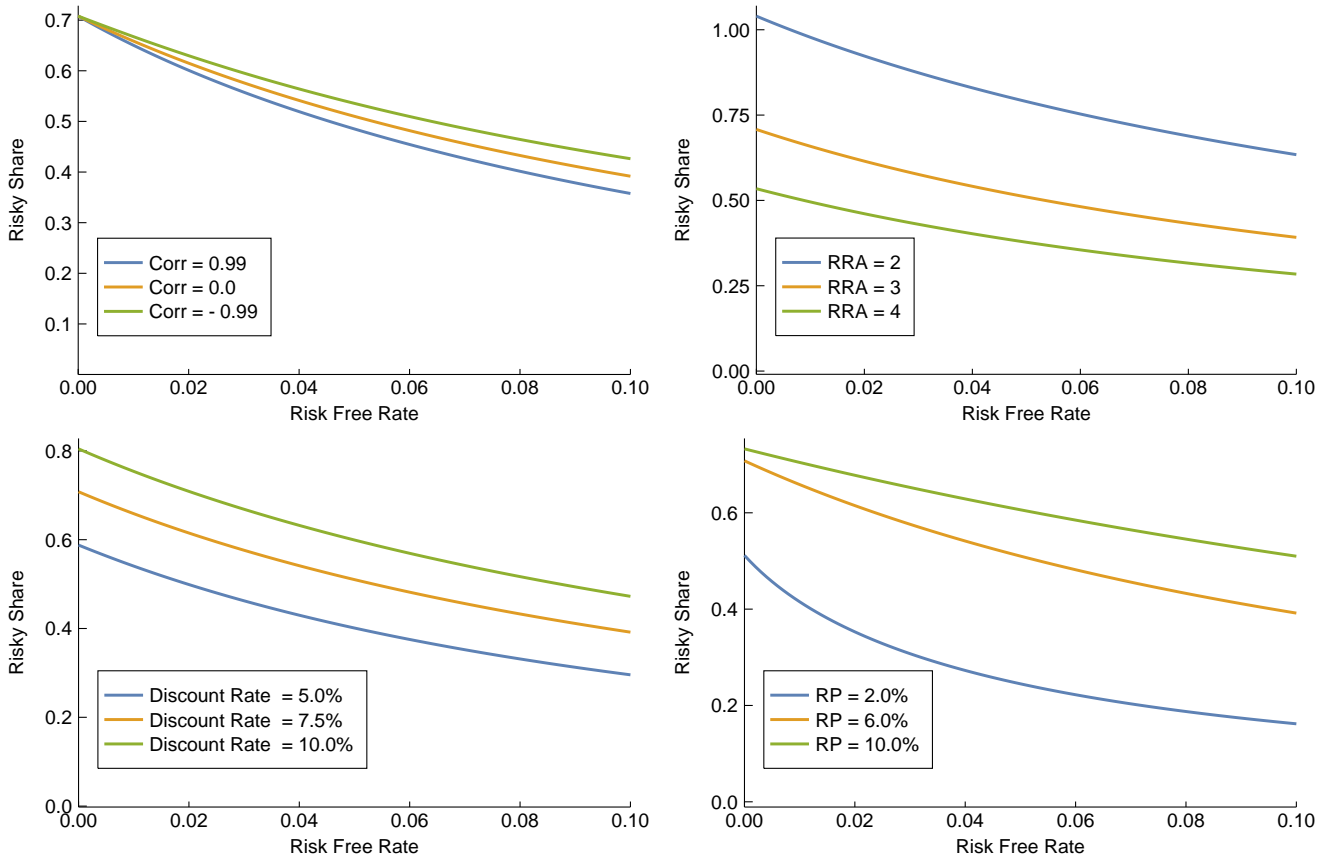 0.7
0.6
0.5
0.4
0.3
0.2
0.1
Risky Share
Corr = 0.99
Corr = 0.0
Corr = - 0.99
0.00 0.02 0.04 0.06 0.08 0.10
Risk Free Rate
1.00
0.75
0.50
0.25
0.00
Risky Share
RRA = 2
RRA = 3
RRA = 4
0.00 0.02 0.04 0.06 0.08 0.10
Risk Free Rate
0.8
0.6
0.4
0.2
0.0
Risky Share
Discount Rate = 5.0%
Discount Rate = 7.5%
Discount Rate = 10.0%
0.00 0.02 0.04 0.06 0.08 0.10
Risk Free Rate
0.6
0.4
0.2
0.0
Risky Share
RP = 2.0%
RP = 6.0%
RP = 10.0%
0.00 0.02 0.04 0.06 0.08 0.10
Risk Free Rate